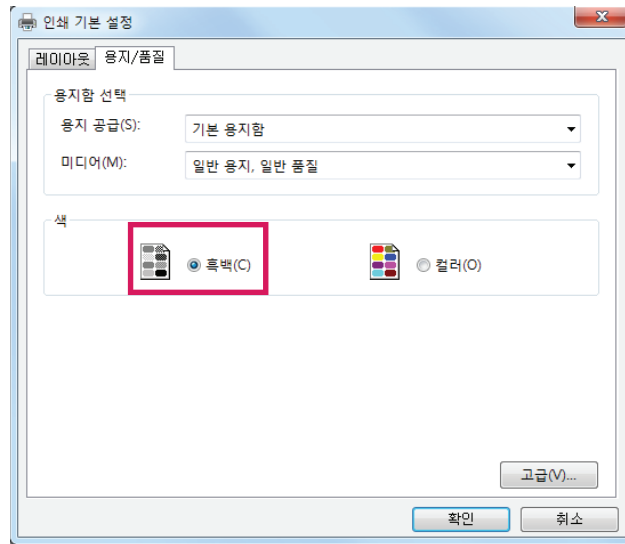 인쇄 기본 설정
레이아웃 용지/품질
용지함 선택
용지 공급(S): 기본 용지함
미디어(M): 일반 용지, 일반 품질
색
흑백(C) 컬러(O)
고급(V)...
확인 취소